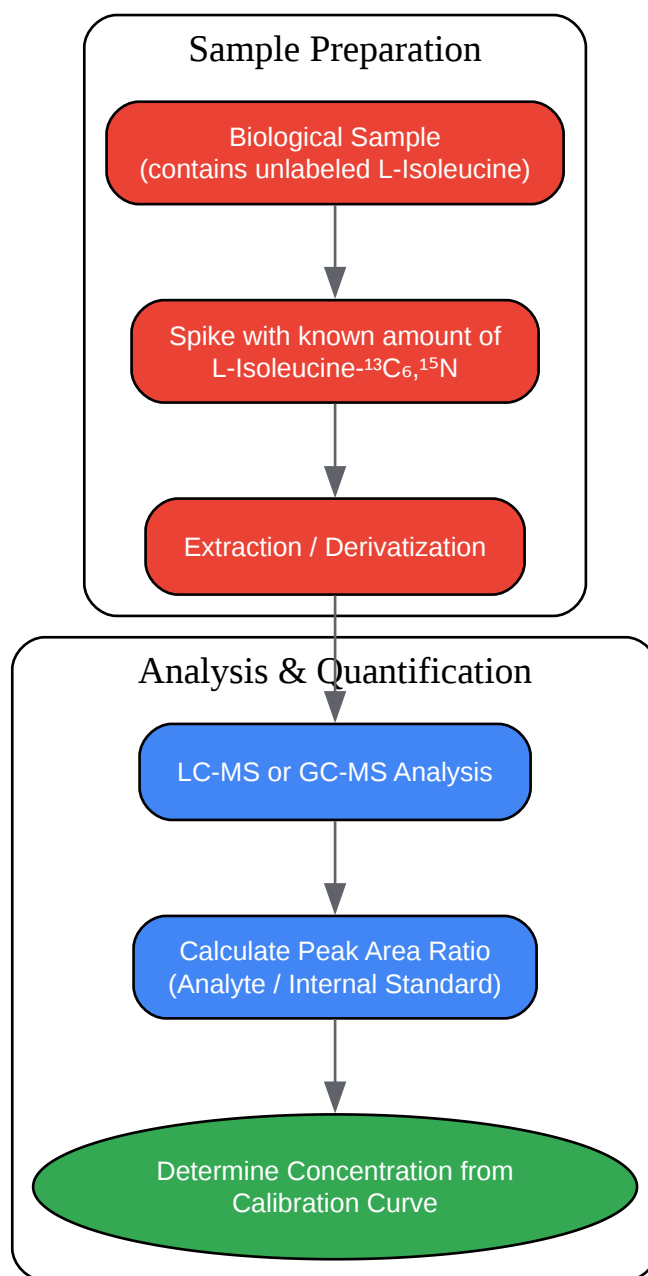 Sample Preparation
Biological Sample
(contains unlabeled L-Isoleucine)
Spike with known amount of
L-Isoleucine-¹³C₆,¹⁵N
Extraction / Derivatization
Analysis & Quantification
LC-MS or GC-MS Analysis
Calculate Peak Area Ratio
(Analyte / Internal Standard)
Determine Concentration from
Calibration Curve